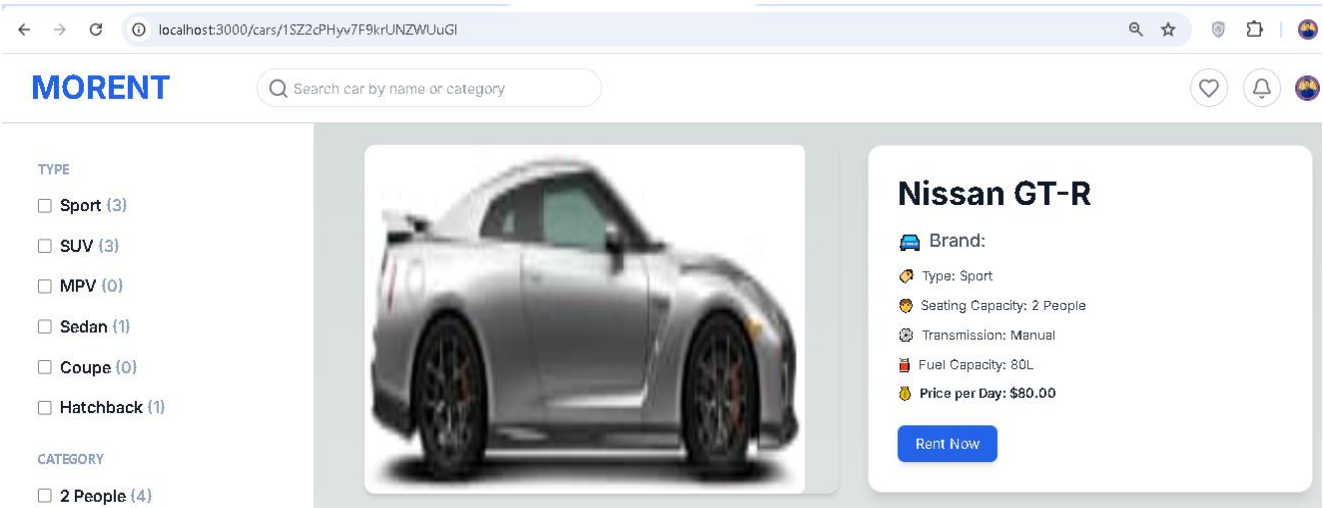 localhost:3000/cars/1SZ2cPHyv7F9krUNZWUuGl
MORENT
Search car by name or category
TYPE
Sport (3)
SUV (3)
MPV (0)
Sedan (1)
Coupe (0)
Hatchback (1)
CATEGORY
2 People (4)
Nissan GT-R
Brand:
Type: Sport
Seating Capacity: 2 People
Transmission: Manual
Fuel Capacity: 80L
Price per Day: $80.00
Rent Now